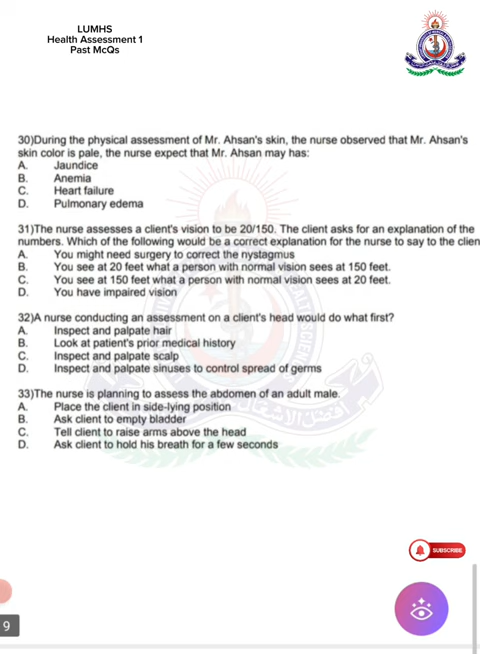 LUMHS
Health Assessment 1
Past McQs
30)During the physical assessment of Mr. Ahsan's skin, the nurse observed that Mr. Ahsan's
skin color is pale, the nurse expect that Mr. Ahsan may has:
A. Jaundice
B. Anemia
C. Heart failure
D. Pulmonary edema
31)The nurse assesses a client's vision to be 20/150. The client asks for an explanation of the
numbers. Which of the following would be a correct explanation for the nurse to say to the clien
A. You might need surgery to correct the nystagmus
B. You see at 20 feet what a person with normal vision sees at 150 feet.
C. You see at 150 feet what a person with normal vision sees at 20 feet.
D. You have impaired vision
32)A nurse conducting an assessment on a client's head would do what first?
A. Inspect and palpate hair
B. Look at patient's prior medical history
C. Inspect and palpate scalp
D. Inspect and palpate sinuses to control spread of germs
33)The nurse is planning to assess the abdomen of an adult male.
A. Place the client in side-lying position
B. Ask client to empty bladder
C. Tell client to raise arms above the head
D. Ask client to hold his breath for a few seconds
SUBSCRIBE
9